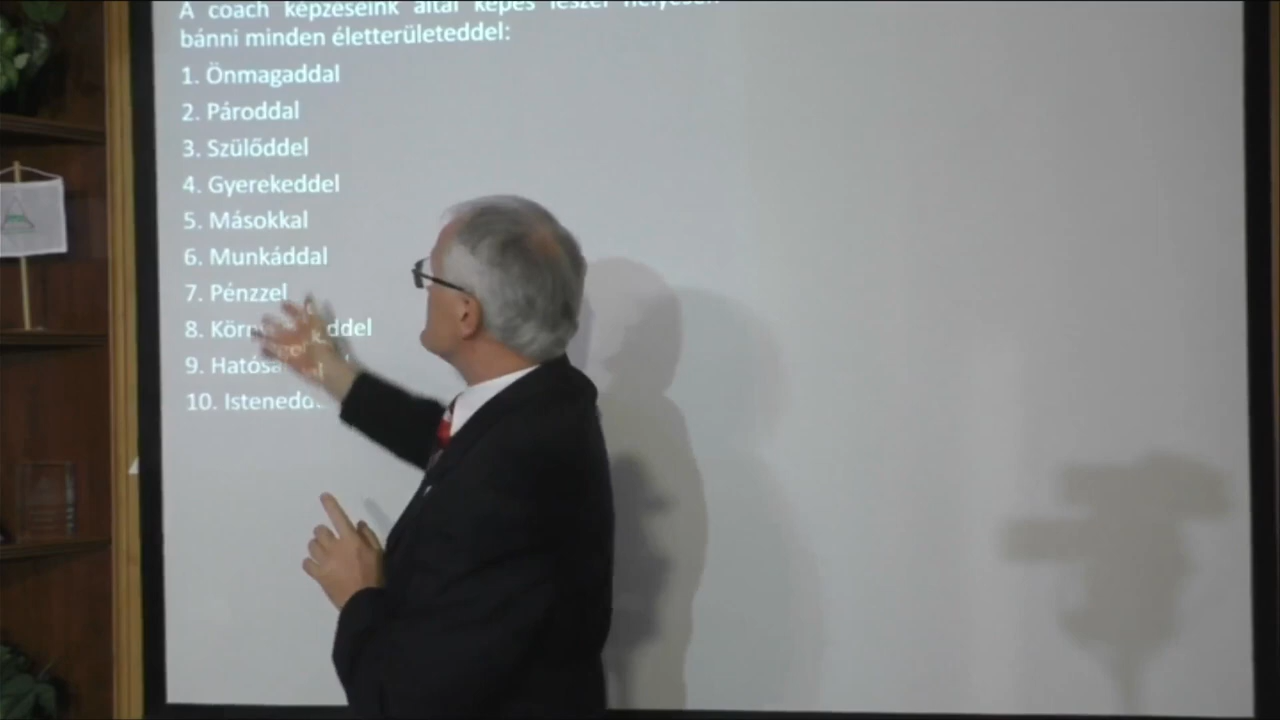 A coach képzéseink által képes leszel helyesen
bánni minden életterületeddel:
1. Önmagaddal
2. Pároddal
3. Szülőddel
4. Gyerekeddel
5. Másokkal
6. Munkáddal
7. Pénzzel
8.
9.
10.